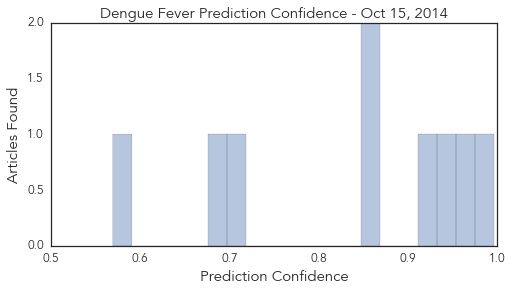 Dengue Fever Prediction Confidence - Oct 15, 2014
2.0
1.5
1.0
0.5
0.0
Articles Found
0.5 0.6 0.7 0.8 0.9 1.0
Prediction Confidence